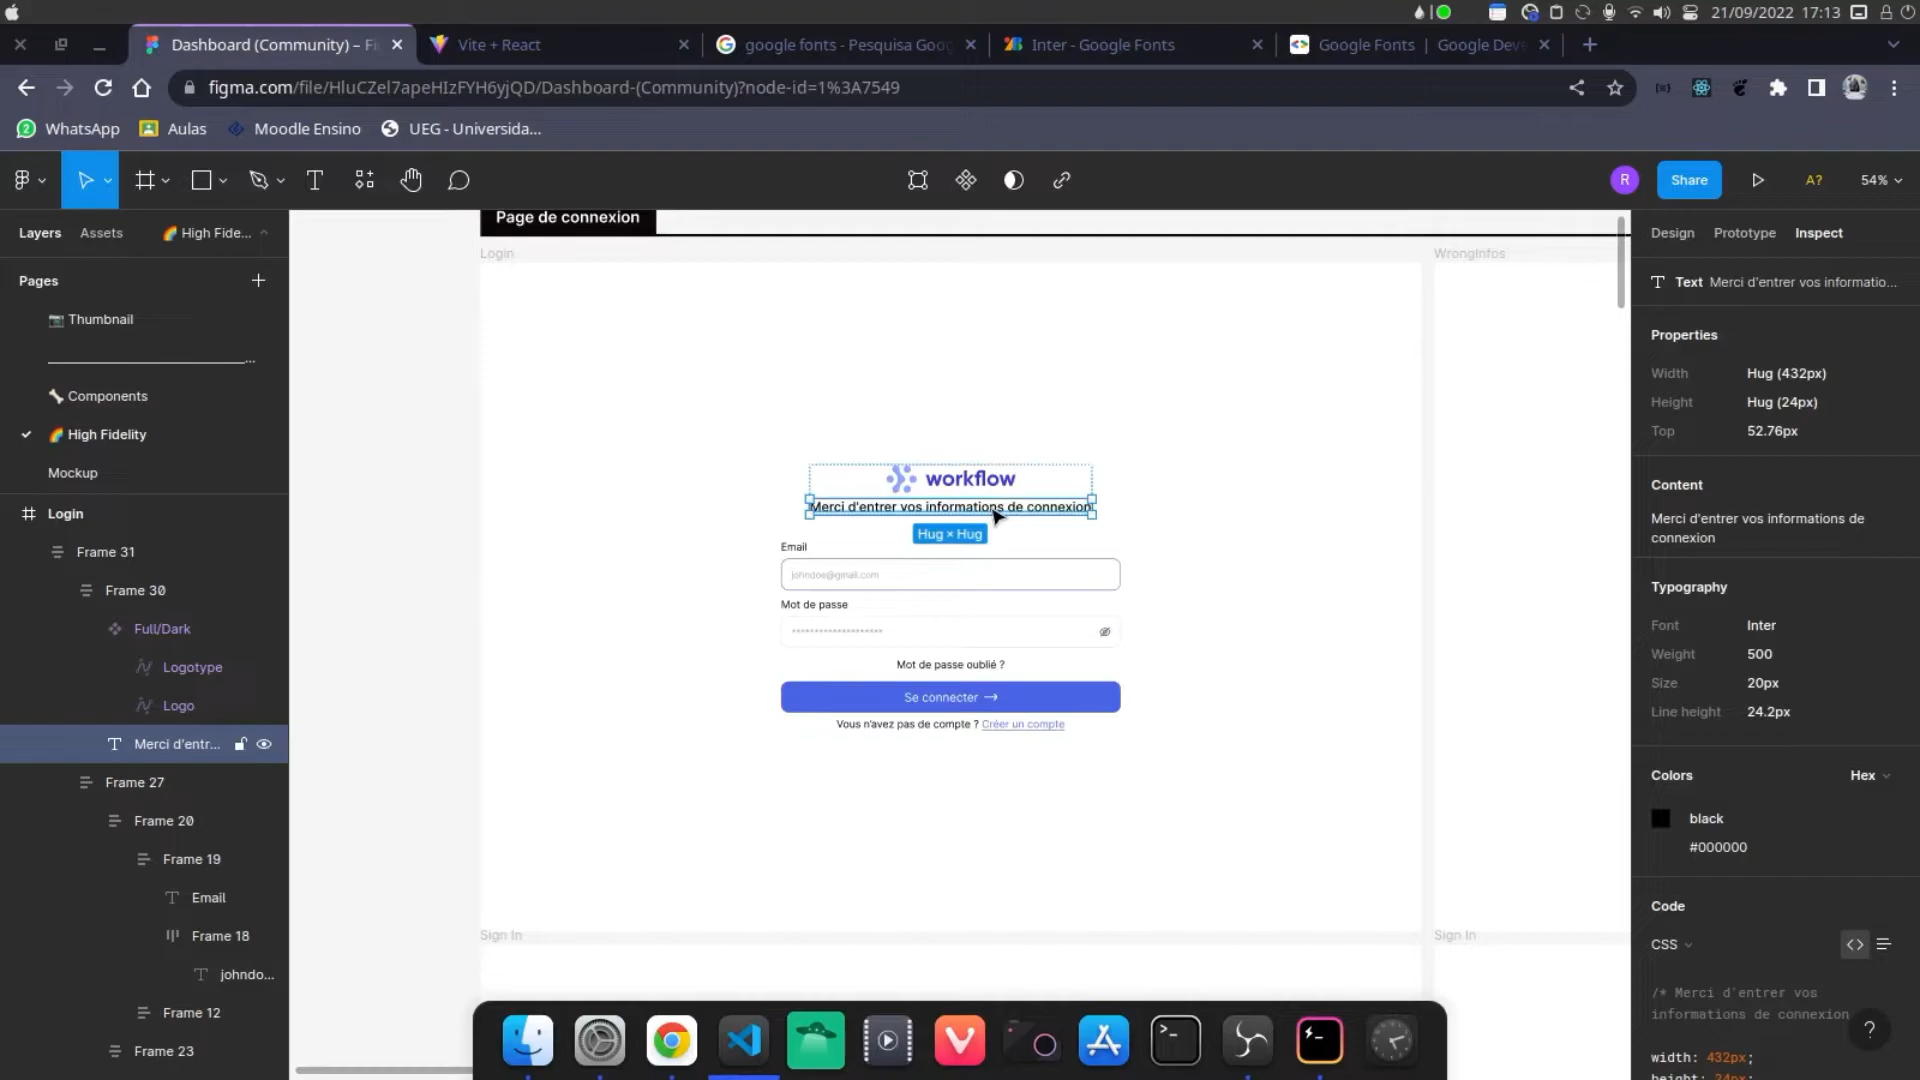 21/09/2022 17:13
Dashboard (Community) – Fi
Vite + React
google fonts - Pesquisa Goog
Inter - Google Fonts
Google Fonts | Google Deve
figma.com/file/HluCZel7apeHIzFYH6yjQD/Dashboard-(Community)?node-id=1%3A7549
WhatsApp
Aulas
Moodle Ensino
UEG - Universida...
R
Share
A?
54%
Layers
Assets
High Fide...
Pages
Thumbnail
Components
High Fidelity
Mockup
Login
Frame 31
Frame 30
Full/Dark
Logotype
Logo
Merci d'entr...
Frame 27
Frame 20
Frame 19
Email
Frame 18
johndo...
Frame 12
Frame 23
Page de connexion
Login
WrongInfos
workflow
Merci d'entrer vos informations de connexion
Hug × Hug
Email
johndoe@gmail.com
Mot de passe
********************
Mot de passe oublié ?
Se connecter →
Vous n'avez pas de compte ? Créer un compte
Sign In
Sign In
Design
Prototype
Inspect
Text Merci d'entrer vos informatio...
Properties
Width Hug (432px)
Height Hug (24px)
Top 52.76px
Content
Merci d'entrer vos informations de
connexion
Typography
Font Inter
Weight 500
Size 20px
Line height 24.2px
Colors
Hex
black
#000000
Code
CSS
/* Merci d'entrer vos
informations de connexion
width: 432px;
height: 24px;
?